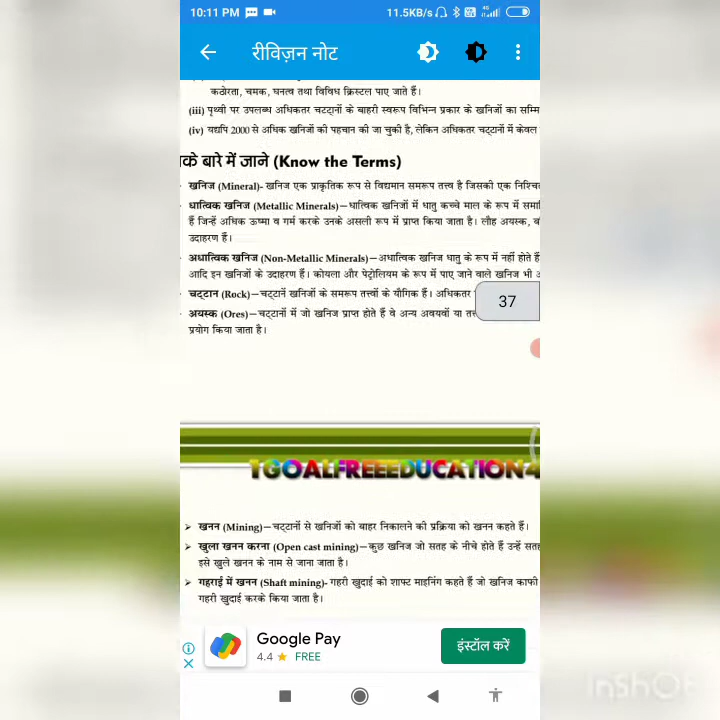 10:11 PM
11.5KB/s
4G
रीविज़न नोट
कठोरता, चमक, घनत्व तथा विविध क्रिस्टल पाए जाते हैं।
(iii) पृथ्वी पर उपलब्ध अधिकतर चटटानों के बाहरी स्वरूप विभिन्न प्रकार के खनिजों का सम्मि
(iv) यद्यपि 2000 से अधिक खनिजों की पहचान की जा चुकी है, लेकिन अधिकतर चट्टानों में केवल
के बारे में जाने (Know the Terms)
खनिज (Mineral)- खनिज एक प्राकृतिक रूप से विद्यमान समरूप तत्त्व है जिसकी एक निश्चि
धात्विक खनिज (Metallic Minerals)–धात्विक खनिजों में धातु कच्चे माल के रूप में समा
हैं जिन्हें अधिक ऊष्मा व गर्म करके उनके असली रूप में प्राप्त किया जाता है। लौह अयस्क,
उदाहरण हैं।
अधात्विक खनिज (Non-Metallic Minerals)–अधात्विक खनिज धातु के रूप में नहीं होते हैं
आदि इन खनिजों के उदाहरण हैं। कोयला और पेट्रोलियम के रूप में पाए जाने वाले खनिज भी अ
चट्टान (Rock)–चट्टानें खनिजों के समरूप तत्त्वों के यौगिक हैं। अधिकतर
37
अयस्क (Ores)–चट्टानों में जो खनिज प्राप्त होते हैं वे अन्य अवयवों या तत्त
प्रयोग किया जाता है।
1GOALFREEEDUCATION4
➢ खनन (Mining)–चट्टानों से खनिजों को बाहर निकालने की प्रक्रिया को खनन कहते हैं।
➢ खुला खनन करना (Open cast mining)–कुछ खनिज जो सतह के नीचे होते हैं उन्हें सतह
इसे खुले खनन के नाम से जाना जाता है।
➢ गहराई में खनन (Shaft mining)- गहरी खुदाई को शाफ्ट माइनिंग कहते हैं जो खनिज काफी
गहरी खुदाई करके किया जाता है।
Google Pay
4.4 ★ FREE
इंस्टॉल करें
InShOt